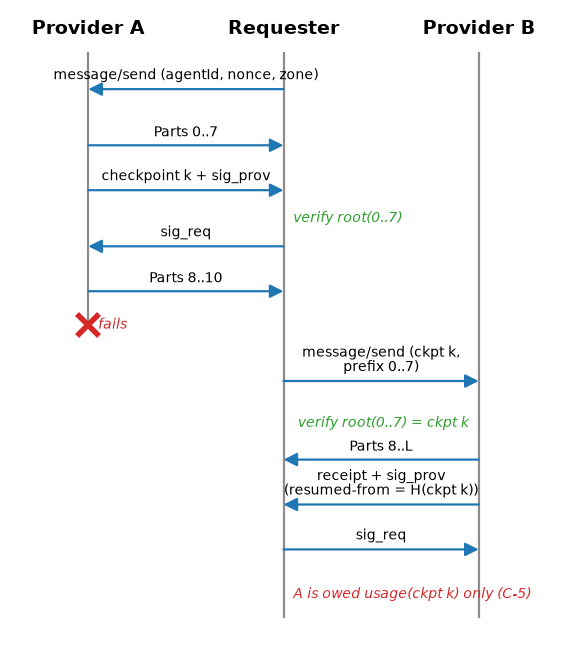 Provider A
Requester
Provider B
message/send (agentId, nonce, zone)
Parts 0..7
checkpoint k + sig_prov
verify root(0..7)
sig_req
Parts 8..10
fails
message/send (ckpt k,
prefix 0..7)
verify root(0..7) = ckpt k
Parts 8..L
receipt + sig_prov
(resumed-from = H(ckpt k))
sig_req
A is owed usage(ckpt k) only (C-5)